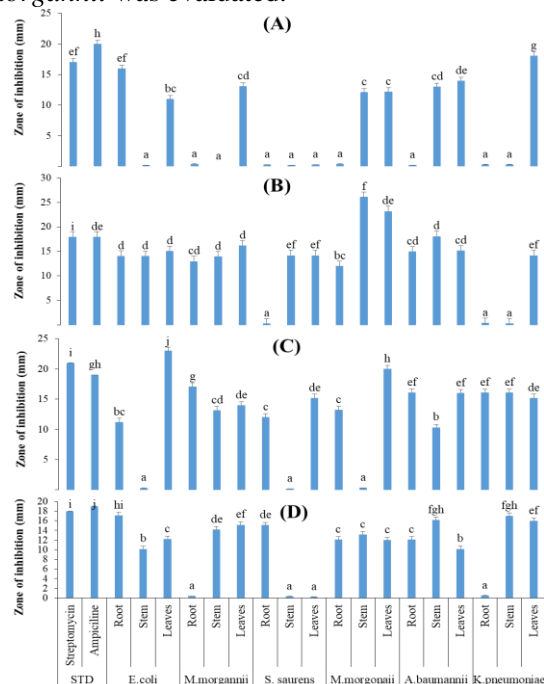 organnii was evaluated.
(A)
Zone of inhibition (mm)
25
20
15
10
5
ef h ef a bc a a cd a a a a c c a cd de a a g
(B)
Zone of inhibition (mm)
30
25
20
15
10
5
i de d d d cd d d a ef ef bc f de cd d cd a a ef
(C)
Zone of inhibition (mm)
25
20
15
10
5
i gh bc a j g cd de c a de c a h ef b ef ef ef de
(D)
Zone of inhibition (mm)
20
18
16
14
12
10
8
6
4
2
0
i j hi b c a de ef ef a a c c c c fgh b a fgh ef
Streptomycin Ampiciline Root Stem Leaves Root Stem Leaves Root Stem Leaves Root Stem Leaves Root Stem Leaves Root Stem Leaves
STD E.coli M.morgannii S. saurens M.morgonaii A.baumannii K.pneumoniae